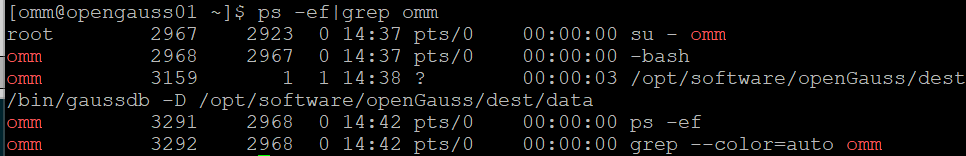 [omm@opengauss01 ~]$ ps -ef|grep omm
root 2967 2923 0 14:37 pts/0 00:00:00 su - omm
omm 2968 2967 0 14:37 pts/0 00:00:00 -bash
omm 3159 1 1 14:38 ? 00:00:03 /opt/software/openGauss/dest
/bin/gaussdb -D /opt/software/openGauss/dest/data
omm 3291 2968 0 14:42 pts/0 00:00:00 ps -ef
omm 3292 2968 0 14:42 pts/0 00:00:00 grep --color=auto omm